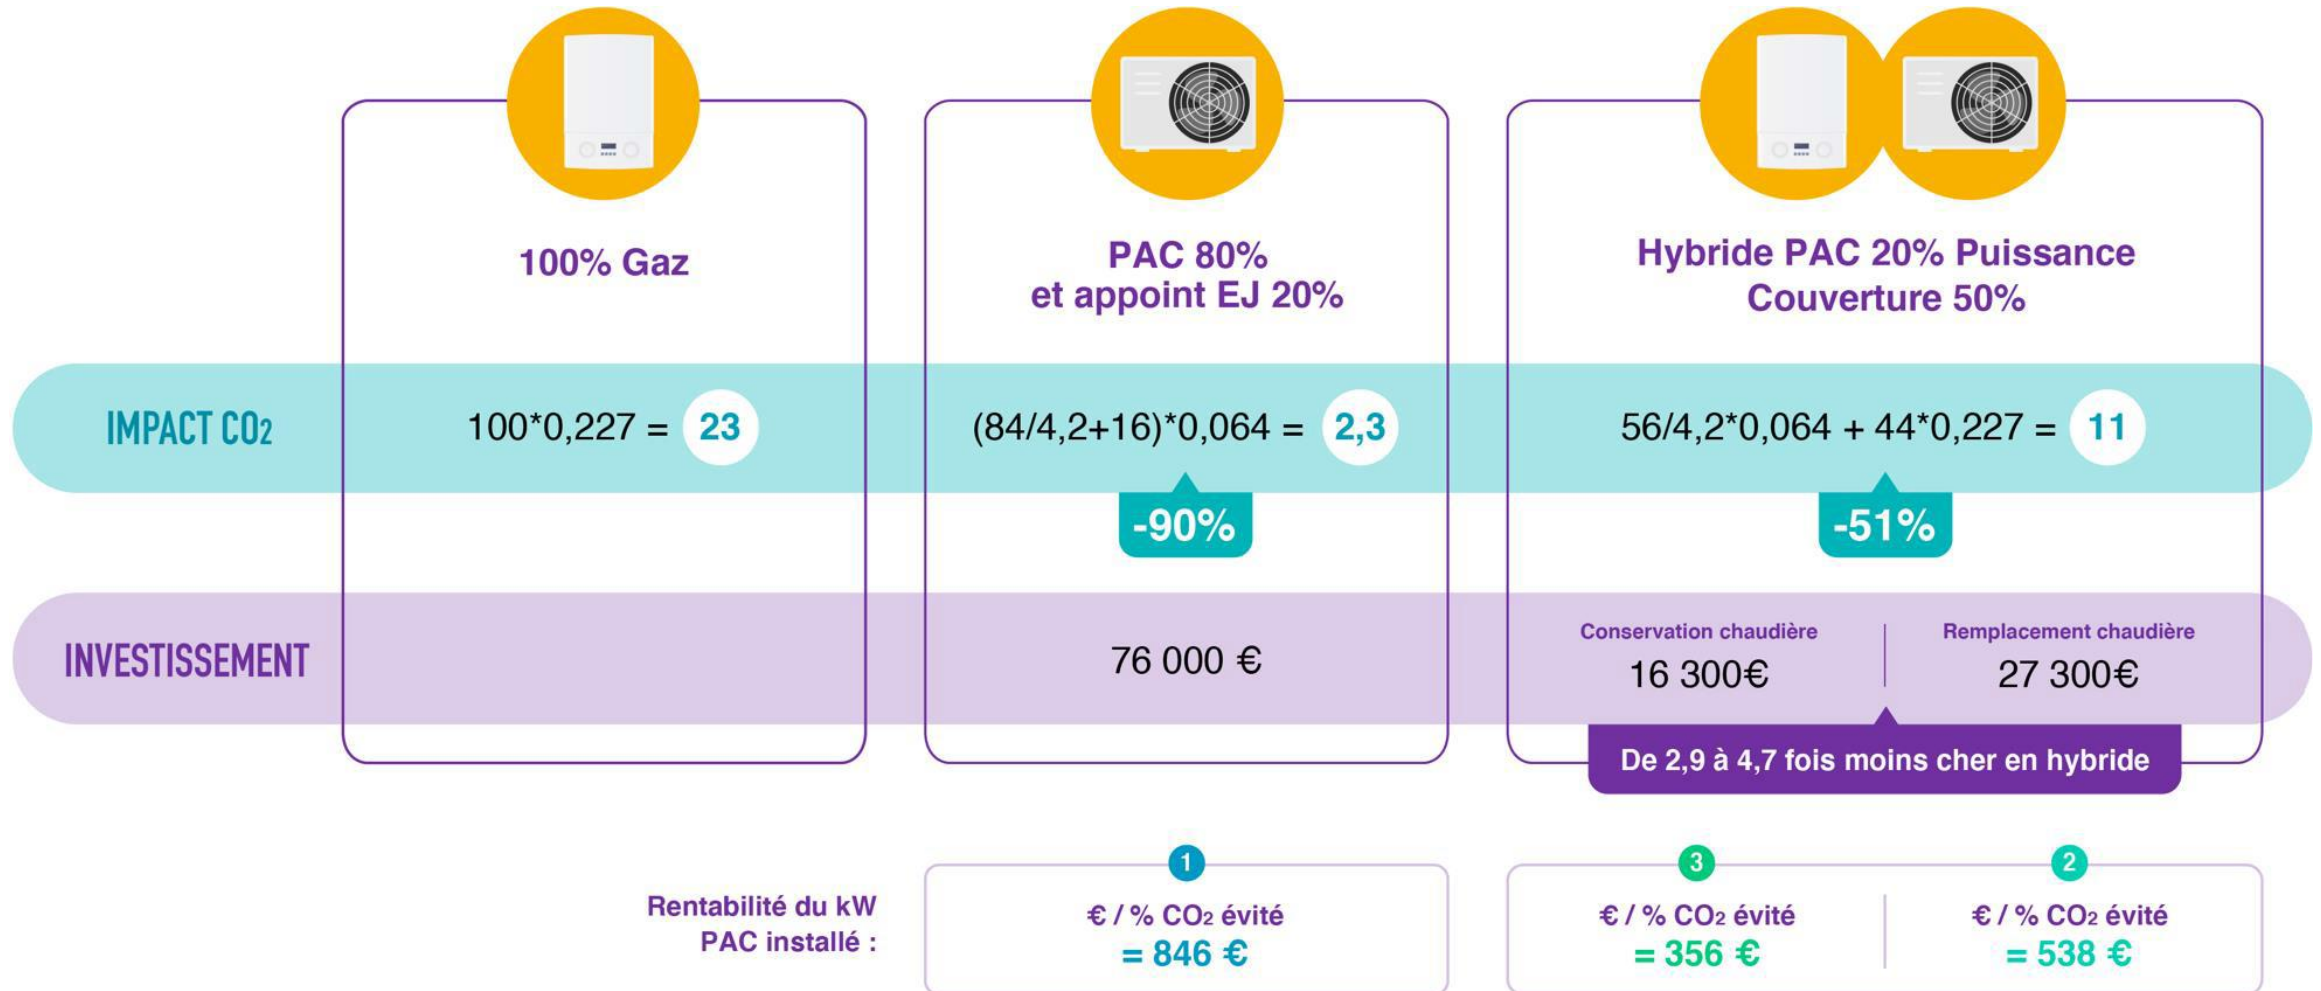 100% Gaz
PAC 80%
et appoint EJ 20%
Hybride PAC 20% Puissance
Couverture 50%
IMPACT CO2
100*0,227 = 23
(84/4,2+16)*0,064 = 2,3
56/4,2*0,064 + 44*0,227 = 11
-90%
-51%
INVESTISSEMENT
76 000 €
Conservation chaudière
16 300€
Remplacement chaudière
27 300€
De 2,9 à 4,7 fois moins cher en hybride
Rentabilité du kW
PAC installé :
1
€ / % CO2 évité
= 846 €
3
€ / % CO2 évité
= 356 €
2
€ / % CO2 évité
= 538 €